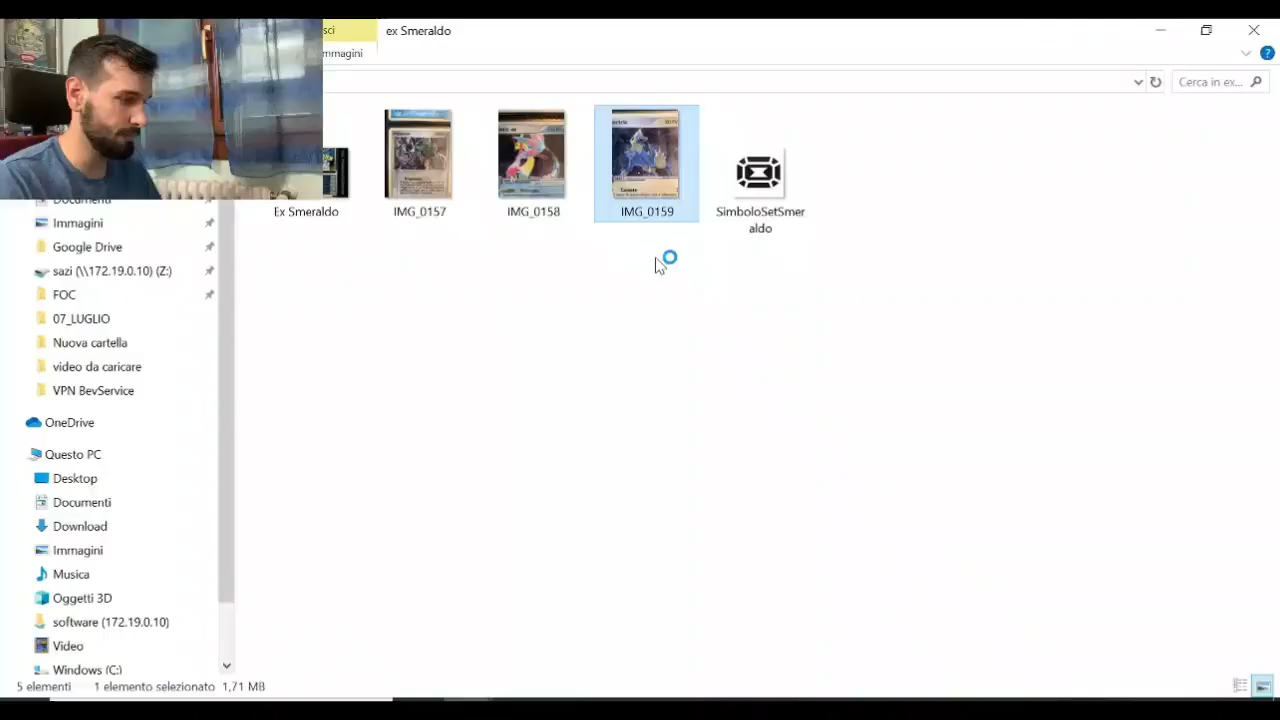 sci
ex Smeraldo
mmagini
Cerca in ex...
Documenti
Immagini
Google Drive
sazi (\\172.19.0.10) (Z:)
FOC
07_LUGLIO
Nuova cartella
video da caricare
VPN BevService
OneDrive
Questo PC
Desktop
Documenti
Download
Immagini
Musica
Oggetti 3D
software (172.19.0.10)
Video
Windows (C:)
Ex Smeraldo
IMG_0157
IMG_0158
IMG_0159
SimboloSetSmer
aldo
5 elementi
1 elemento selezionato 1,71 MB